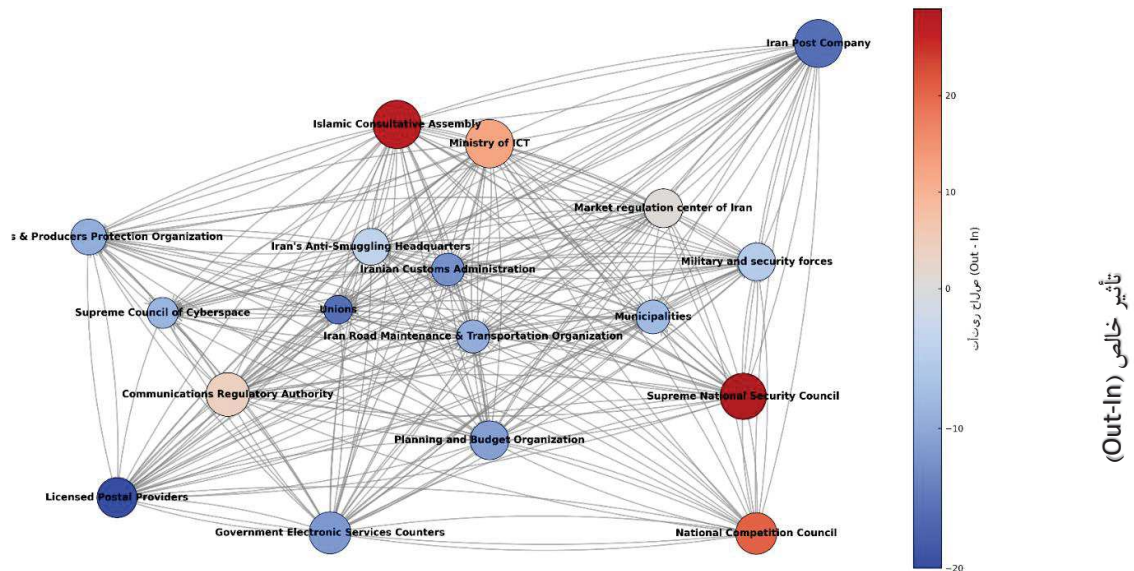 Iran Post Company
Islamic Consultative Assembly
Ministry of ICT
Market regulation center of Iran
s & Producers Protection Organization
Iran's Anti-Smuggling Headquarters
Military and security forces
Iranian Customs Administration
Supreme Council of Cyberspace
Unions
Municipalities
Iran Road Maintenance & Transportation Organization
Communications Regulatory Authority
Supreme National Security Council
Planning and Budget Organization
Licensed Postal Providers
Government Electronic Services Counters
National Competition Council
20
10
0
−10
−20
تأثیر خالص (Out - In)
تأثیر خالص (Out-In)